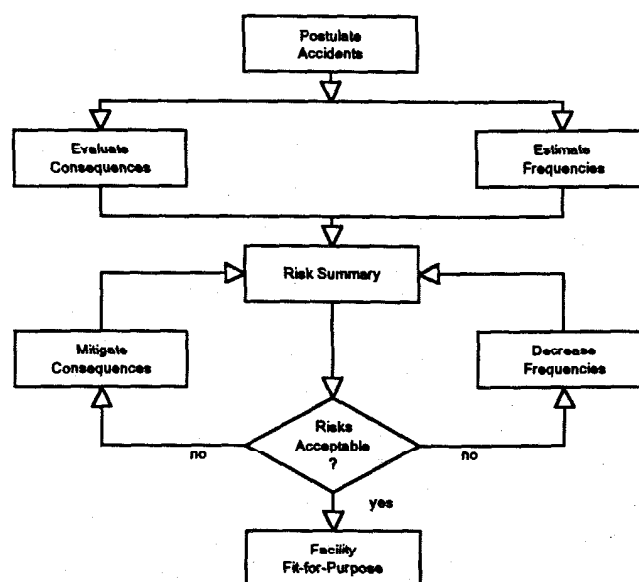 Postulate
Accidents
Evaluate
Consequences
Estimate
Frequencies
Risk Summary
Mitigate
Consequences
Decrease
Frequencies
Risks
Acceptable
?
no
no
yes
Facility
Fit-for-Purpose